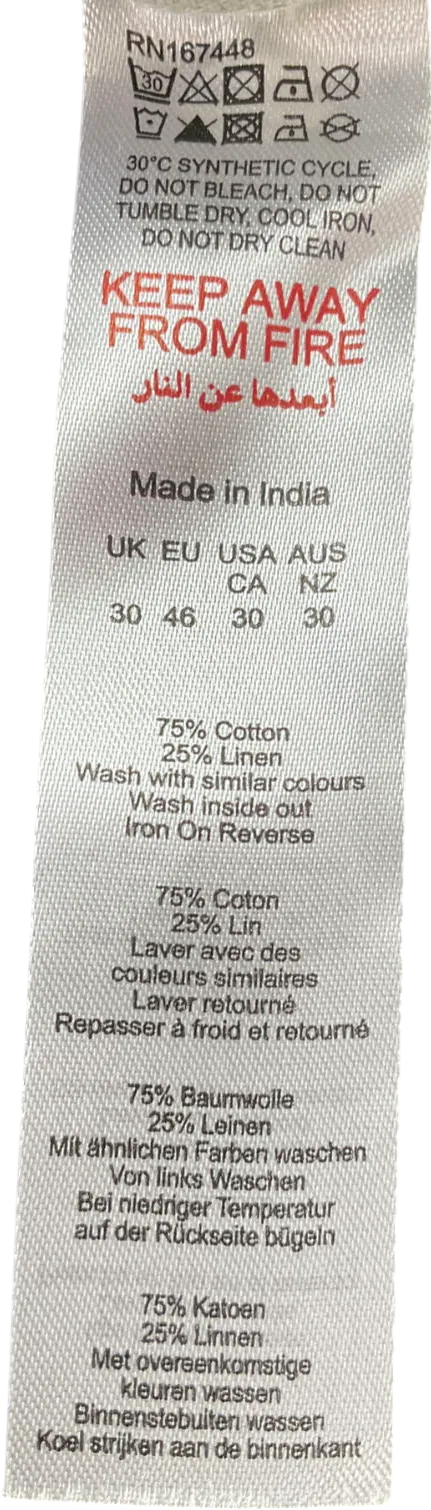 RN167448
30
30°C SYNTHETIC CYCLE,
DO NOT BLEACH, DO NOT
TUMBLE DRY, COOL IRON,
DO NOT DRY CLEAN
KEEP AWAY
FROM FIRE
أبعدها عن النار
Made in India
UK EU USA AUS
CA NZ
30 46 30 30
75% Cotton
25% Linen
Wash with similar colours
Wash inside out
Iron On Reverse
75% Coton
25% Lin
Laver avec des
couleurs similaires
Laver retourné
Repasser à froid et retourné
75% Baumwolle
25% Leinen
Mit ähnlichen Farben waschen
Von links Waschen
Bei niedriger Temperatur
auf der Rückseite bügeln
75% Katoen
25% Linnen
Met overeenkomstige
kleuren wassen
Binnenstebuiten wassen
Koel strijken aan de binnenkant